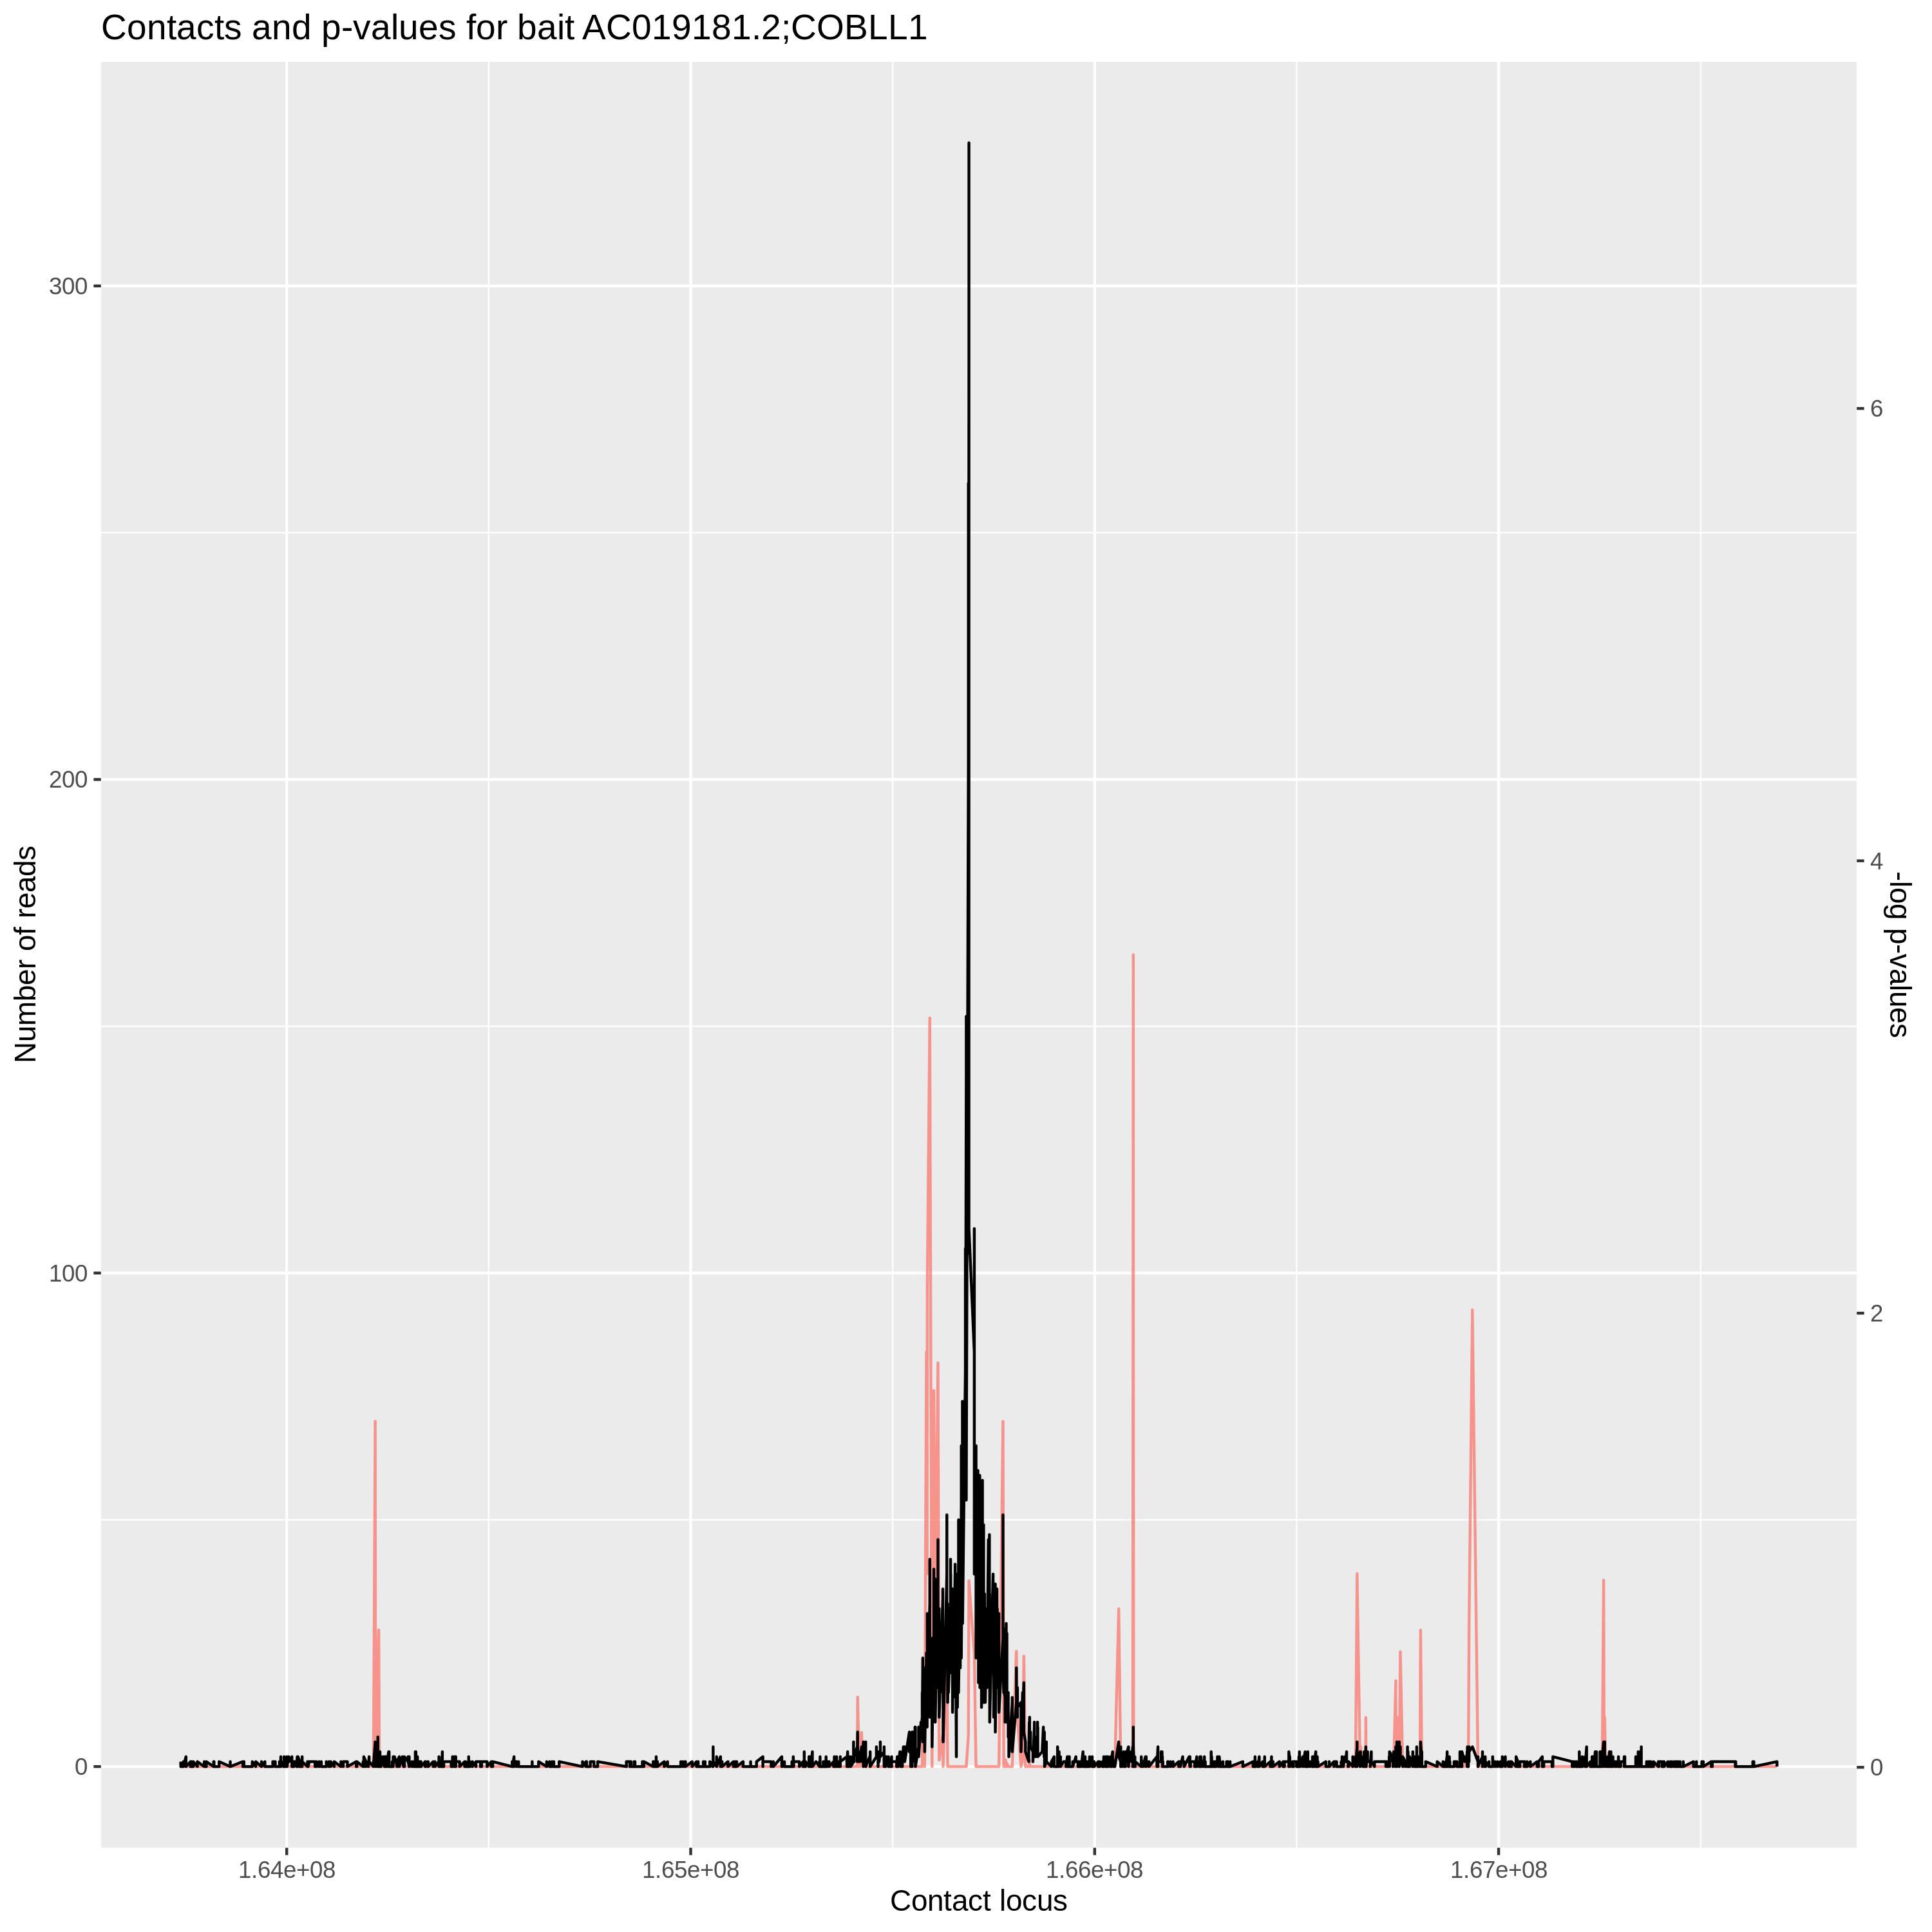 Contacts and p-values for bait AC019181.2;COBLL1
300
200
100
0
Number of reads
6
4
2
0
-log p-values
1.64e+08
1.65e+08
1.66e+08
1.67e+08
Contact locus